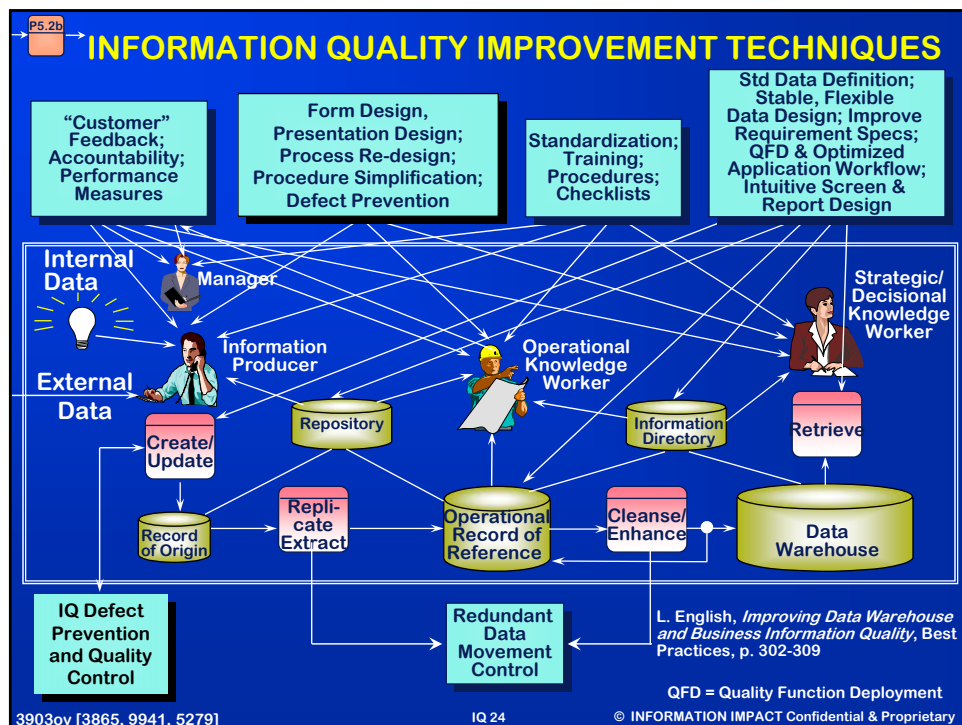 P5.2b
INFORMATION QUALITY IMPROVEMENT TECHNIQUES
“Customer”
Feedback;
Accountability;
Performance
Measures
Form Design,
Presentation Design;
Process Re-design;
Procedure Simplification;
Defect Prevention
Standardization;
Training;
Procedures;
Checklists
Std Data Definition;
Stable, Flexible
Data Design; Improve
Requirement Specs;
QFD & Optimized
Application Workflow;
Intuitive Screen &
Report Design
Internal
Data
Manager
Strategic/
Decisional
Knowledge
Worker
Information
Producer
Operational
Knowledge
Worker
External
Data
Repository
Information
Directory
Create/
Update
Retrieve
Record
of Origin
Repli-
cate
Extract
Operational
Record of
Reference
Cleanse/
Enhance
Data
Warehouse
IQ Defect
Prevention
and Quality
Control
Redundant
Data
Movement
Control
L. English, Improving Data Warehouse
and Business Information Quality, Best
Practices, p. 302-309
QFD = Quality Function Deployment
3903ov [3865, 9941, 5279]
IQ 24
© INFORMATION IMPACT Confidential & Proprietary